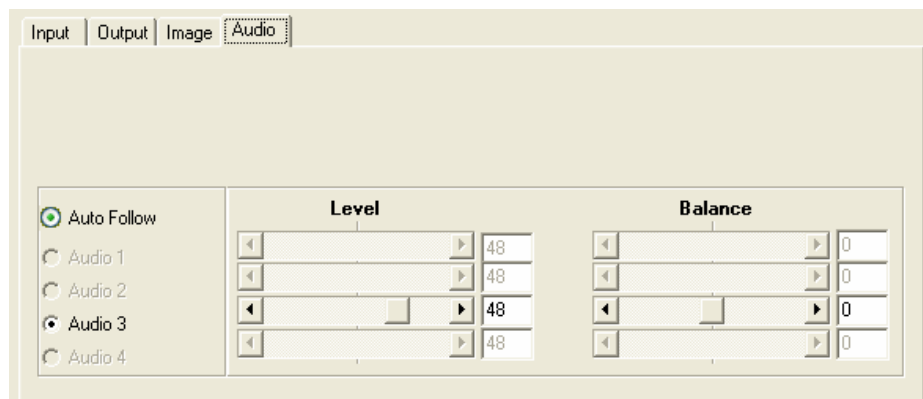 Input Output Image Audio
Level Balance
Auto Follow
Audio 1 48 0
Audio 2 48 0
Audio 3 48 0
Audio 4 48 0